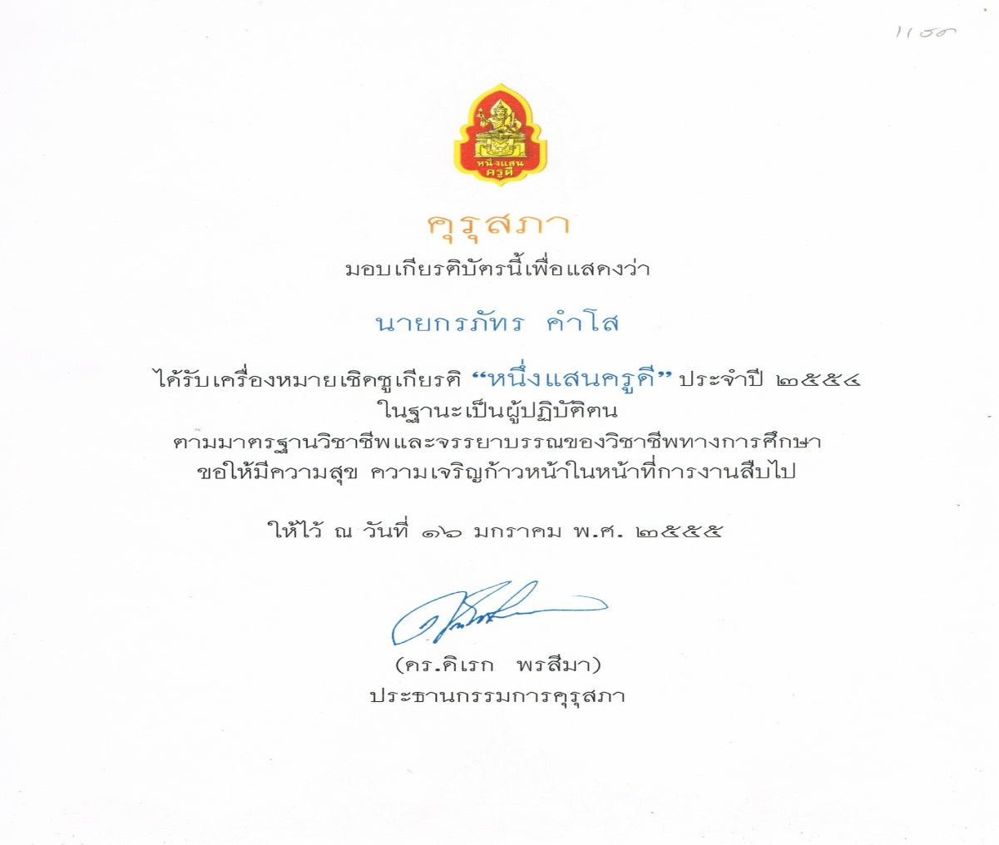 หนึ่งแสน
ครูดี
คุรุสภา
มอบเกียรติบัตรนี้เพื่อแสดงว่า
นายกรภัทร คำโส
ได้รับเครื่องหมายเชิดชูเกียรติ “หนึ่งแสนครูดี” ประจำปี ๒๕๕๔
ในฐานะเป็นผู้ปฏิบัติตน
ตามมาตรฐานวิชาชีพและจรรยาบรรณของวิชาชีพทางการศึกษา
ขอให้มีความสุข ความเจริญก้าวหน้าในหน้าที่การงานสืบไป
ให้ไว้ ณ วันที่ ๑๖ มกราคม พ.ศ. ๒๕๕๕
(ดร.ดิเรก พรสีมา)
ประธานกรรมการคุรุสภา